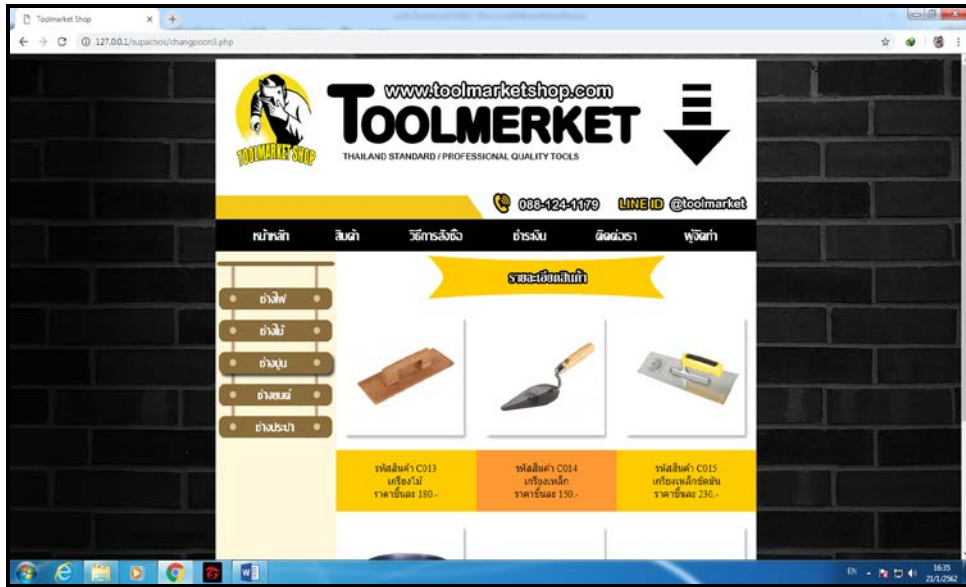 Toolmarket Shop
127.0.0.1/supachok/changpoon3.php
www.toolmarketshop.com
TOOLMERKET
THAILAND STANDARD / PROFESSIONAL QUALITY TOOLS
TOOLMARKET SHOP
088-124-1179 LINE ID @toolmarket
หน้าหลัก สินค้า วิธีการสั่งซื้อ ชำระเงิน ติดต่อเรา ผู้จัดทำ
รายละเอียดสินค้า
ช่างไฟ
ช่างไม้
ช่างปูน
ช่างยนต์
ช่างประปา
รหัสสินค้า C013
เกรียงไม้
ราคาชิ้นละ 180.-
รหัสสินค้า C014
เกรียงเหล็ก
ราคาชิ้นละ 150.-
รหัสสินค้า C015
เกรียงเหล็กขัดมัน
ราคาชิ้นละ 230.-
EN
16:35
21/1/2562